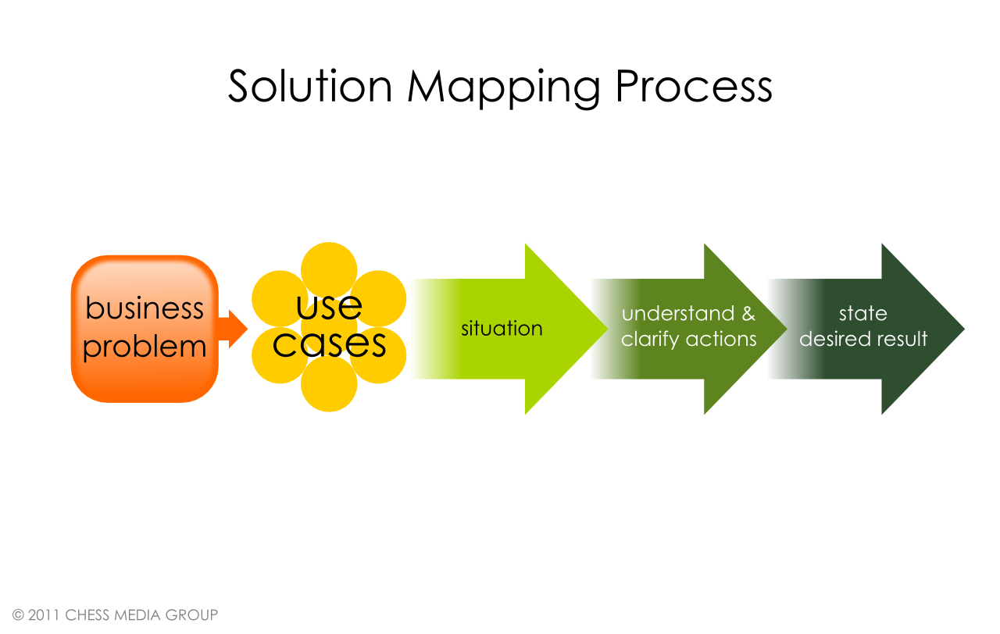 Solution Mapping Process
business
problem
use
cases
situation
understand &
clarify actions
state
desired result
© 2011 CHESS MEDIA GROUP